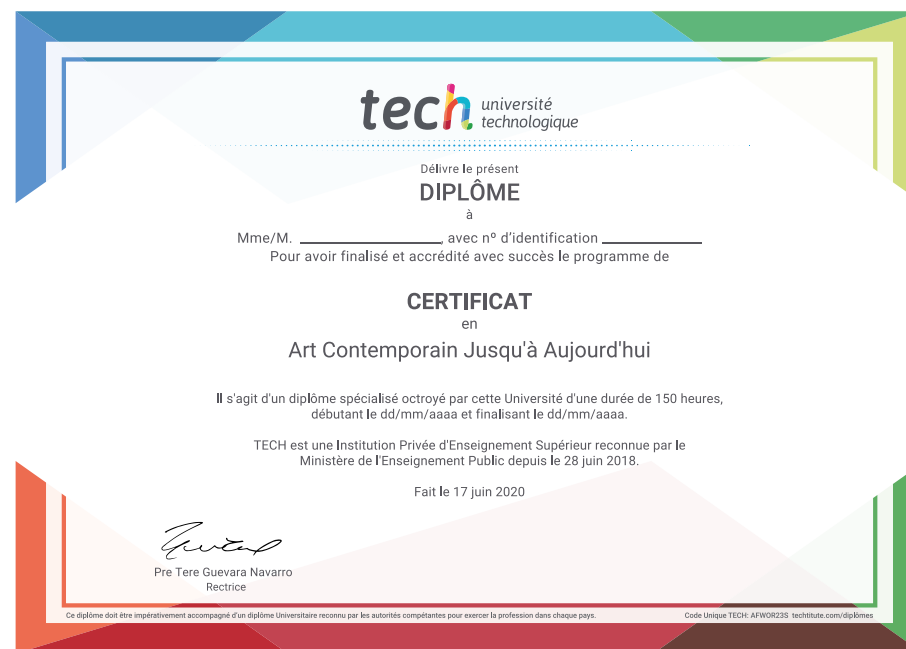 tech université
technologique
Délivre le présent
DIPLÔME
à
Mme/M. ____________________, avec nº d'identification ______________
Pour avoir finalisé et accrédité avec succès le programme de
CERTIFICAT
en
Art Contemporain Jusqu'à Aujourd'hui
Il s'agit d'un diplôme spécialisé octroyé par cette Université d'une durée de 150 heures,
débutant le dd/mm/aaaa et finalisant le dd/mm/aaaa.
TECH est une Institution Privée d'Enseignement Supérieur reconnue par le
Ministère de l'Enseignement Public depuis le 28 juin 2018.
Fait le 17 juin 2020
Pre Tere Guevara Navarro
Rectrice
Ce diplôme doit être impérativement accompagné d'un diplôme Universitaire reconnu par les autorités compétantes pour exercer la profession dans chaque pays. Code Unique TECH: AFWOR23S techtitute.com/diplômes